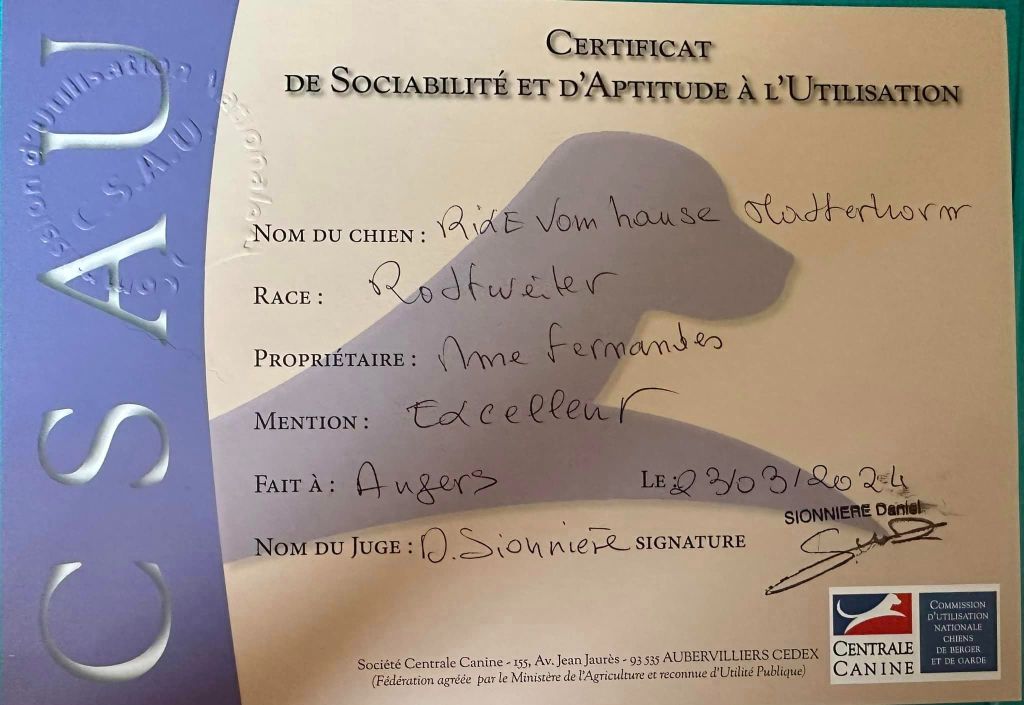 CSAU
CERTIFICAT
DE SOCIABILITÉ ET D'APTITUDE À L'UTILISATION
C.S.A.U.
NOM DU CHIEN : RIKE Vom hause Matterhorn
RACE : Rottweiler
PROPRIÉTAIRE : Mme Fernandes
MENTION : Excellent
FAIT À : Angers LE : 23/03/2024
SIONNIERE Daniel
NOM DU JUGE : D. Sionnière SIGNATURE
COMMISSION
D'UTILISATION
NATIONALE
CHIENS
DE BERGER
ET DE GARDE
CENTRALE
CANINE
Société Centrale Canine - 155, Av. Jean Jaurès - 93 535 AUBERVILLIERS CEDEX
(Fédération agréée par le Ministère de l'Agriculture et reconnue d'Utilité Publique)